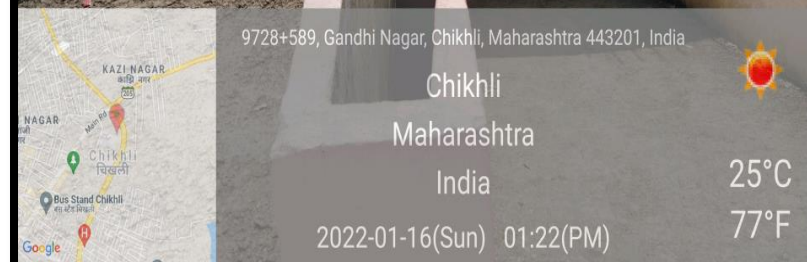 9728+589, Gandhi Nagar, Chikhli, Maharashtra 443201, India
Chikhli
Maharashtra
India
2022-01-16(Sun) 01:22(PM)
25°C
77°F
KAZI NAGAR
काझी नगर
Main Rd
NAGAR
Chikhli
चिखली
Bus Stand Chikhli
H
Google